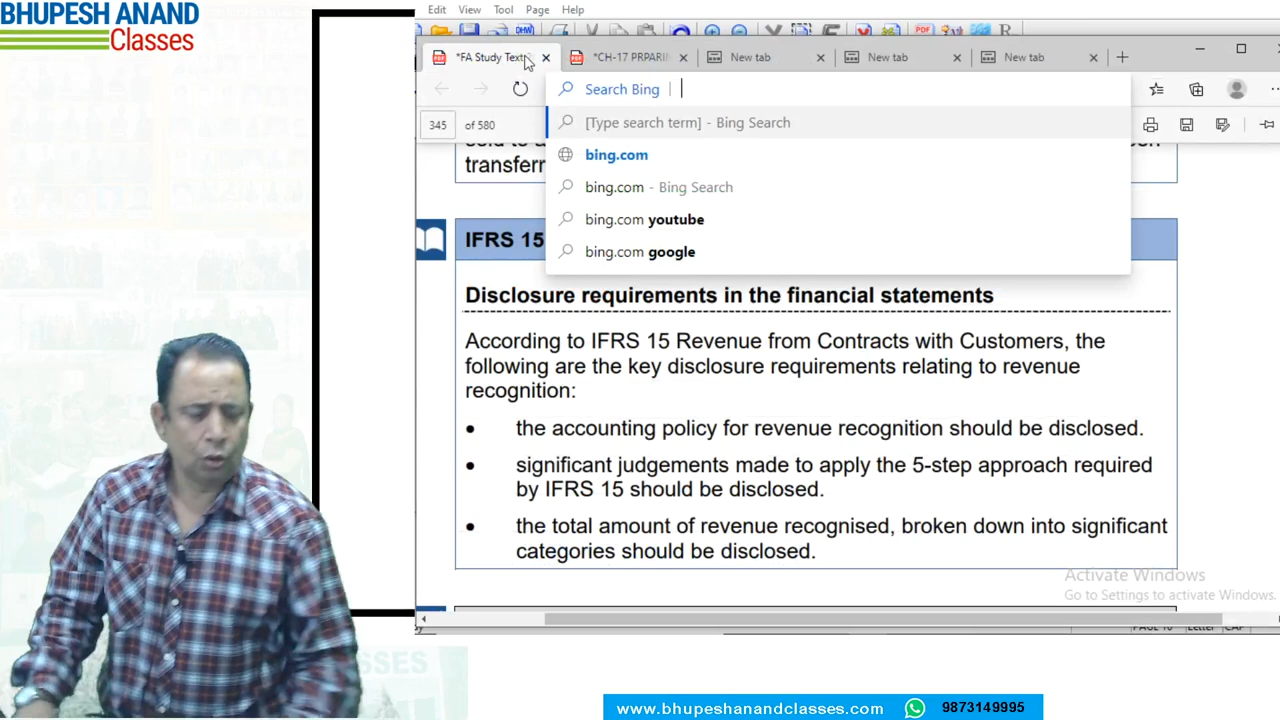 BHUPESH ANAND
Classes
Edit View Tool Page Help
*FA Study Text
*CH-17 PRPARIN
New tab
New tab
New tab
Search Bing
345 of 580
[Type search term] - Bing Search
bing.com
bing.com - Bing Search
bing.com youtube
bing.com google
transferr
IFRS 15
Disclosure requirements in the financial statements
According to IFRS 15 Revenue from Contracts with Customers, the
following are the key disclosure requirements relating to revenue
recognition:
• the accounting policy for revenue recognition should be disclosed.
• significant judgements made to apply the 5-step approach required
by IFRS 15 should be disclosed.
• the total amount of revenue recognised, broken down into significant
categories should be disclosed.
Activate Windows
Go to Settings to activate Windows.
www.bhupeshanandclasses.com 9873149995